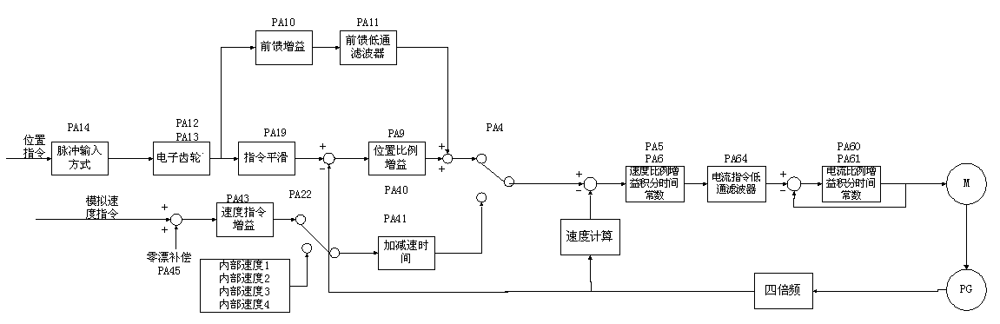 PA10
PA11
前馈增益
前馈低通
滤波器
位置
指令
PA14
脉冲输入
方式
PA12
PA13
电子齿轮
PA19
指令平滑
+
−
PA9
位置比例
增益
+
+
PA4
+
−
PA5
PA6
速度比例增
益积分时间
常数
PA64
电流指令低
通滤波器
+
−
PA60
PA61
电流比例增
益积分时间
常数
M
模拟速
度指令
+
+
零漂补偿
PA45
PA43
速度指令
增益
PA22
PA40
PA41
加减速时
间
速度计算
内部速度1
内部速度2
内部速度3
内部速度4
四倍频
PG